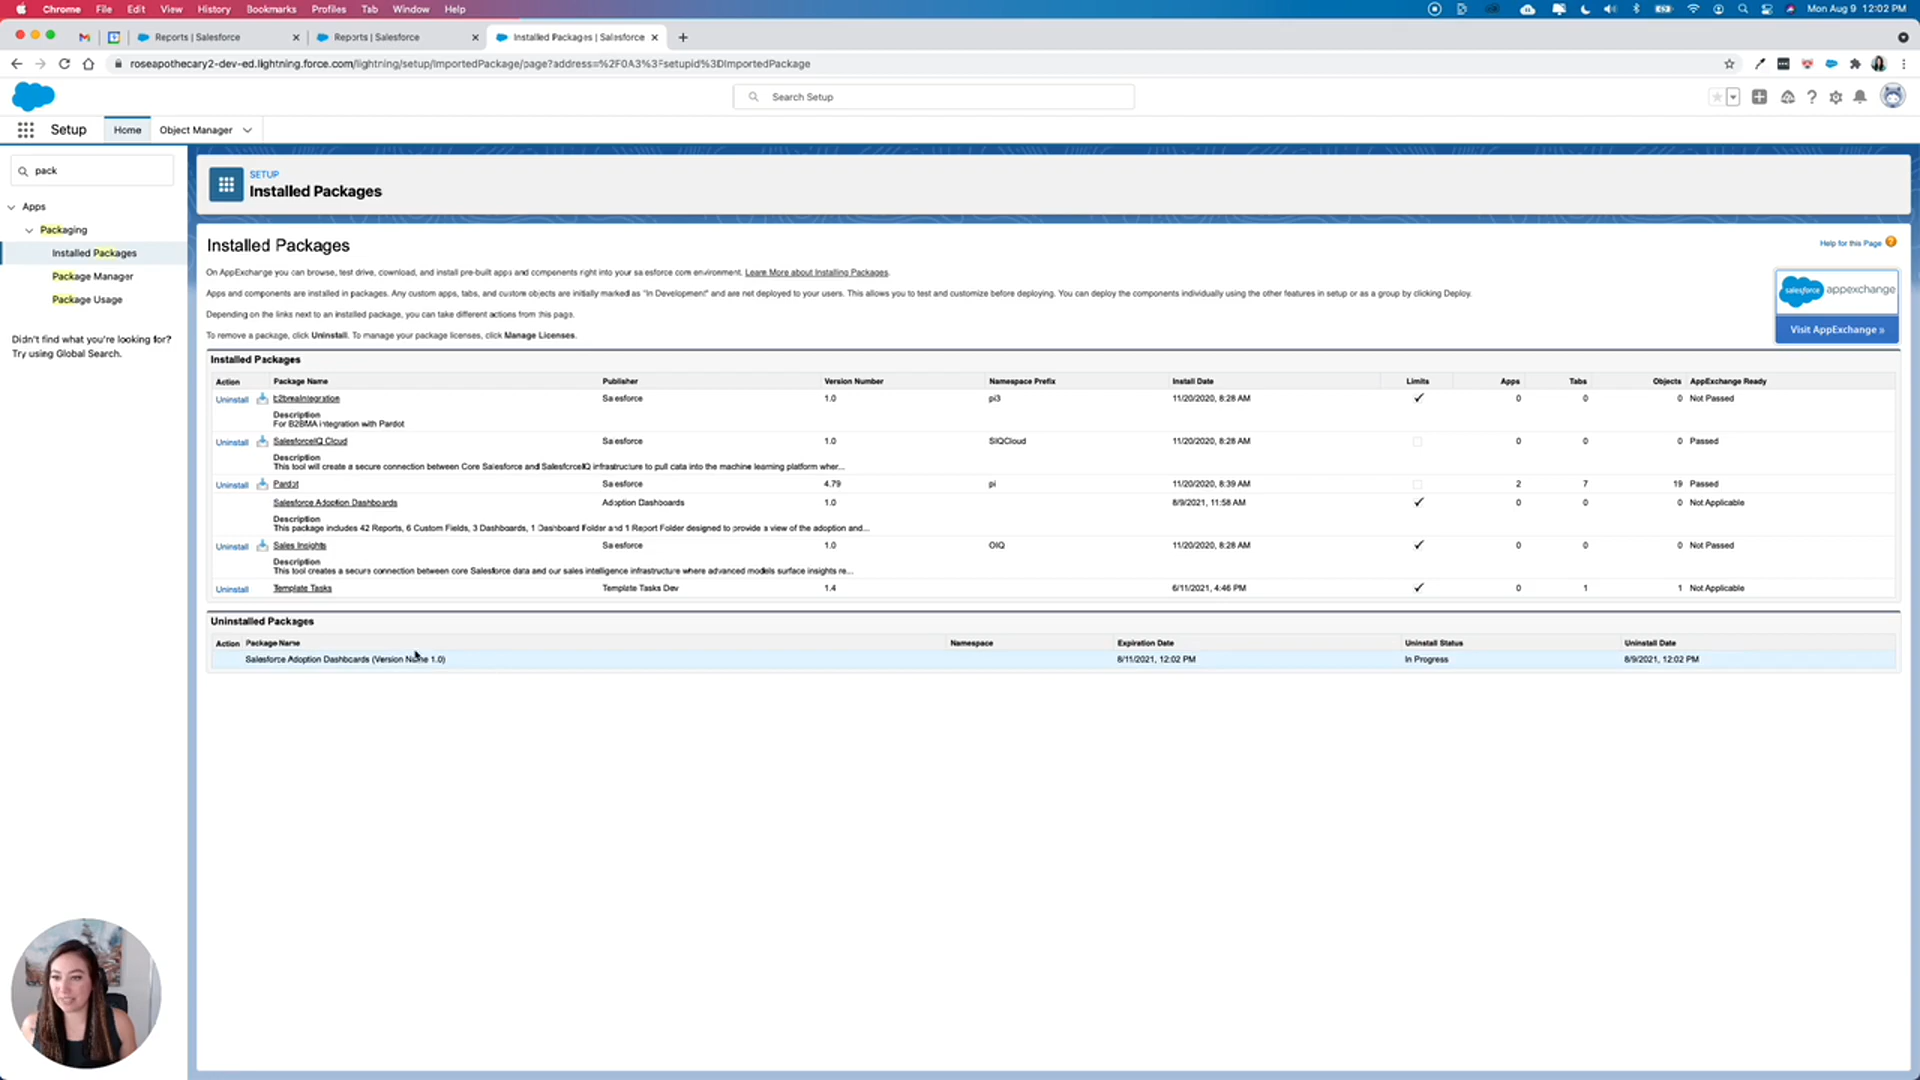 Chrome File Edit View History Bookmarks Profiles Tab Window Help Mon Aug 9 12:02 PM
Reports | Salesforce Reports | Salesforce Installed Packages | Salesforce
roseapothecary2-dev-ed.lightning.force.com/lightning/setup/ImportedPackage/page?address=%2F0A3%3Fsetupid%3DImportedPackage
Search Setup
Setup Home Object Manager
pack
Apps
Packaging
Installed Packages
Package Manager
Package Usage
Didn't find what you're looking for?
Try using Global Search.
SETUP
Installed Packages
Installed Packages
Help for this Page
On AppExchange you can browse, test drive, download, and install pre-built apps and components right into your sa esforce com environment. Learn More about Installing Packages.
Apps and components are installed in packages. Any custom apps, tabs, and custom objects are initially marked as "In Development" and are not deployed to your users. This allows you to test and customize before deploying. You can deploy the components individually using the other features in setup or as a group by clicking Deploy.
Depending on the links next to an installed package, you can take different actions from this page.
To remove a package, click Uninstall. To manage your package licenses, click Manage Licenses.
salesforce appexchange
Visit AppExchange »
Installed Packages
Action Package Name Publisher Version Number Namespace Prefix Install Date Limits Apps Tabs Objects AppExchange Ready
Uninstall b2bmaIntegration Sa esforce 1.0 pi3 11/20/2020, 8:28 AM ✓ 0 0 0 Not Passed
Description
For B2BMA integration with Pardot
Uninstall SalesforceIQ Cloud Sa esforce 1.0 SIQCloud 11/20/2020, 8:28 AM 0 0 0 Passed
Description
This tool will create a secure connection between Core Salesforce and SalesforceIQ infrastructure to pull cata into the machine learning platform wher...
Uninstall Pardot Sa esforce 4.79 pi 11/20/2020, 8:39 AM 2 7 19 Passed
Salesforce Adoption Dashboards Adoption Dashboards 1.0 8/9/2021, 11:58 AM ✓ 0 0 0 Not Applicable
Description
This package includes 42 Reports, 6 Custom Fields, 3 Dashboards, 1 Dashboard Folder and 1 Report Folder designed to provide a view of the adoption and...
Uninstall Sales Insights Sa esforce 1.0 OIQ 11/20/2020, 8:28 AM ✓ 0 0 0 Not Passed
Description
This tool creates a secure connection between core Salesforce data and our sales intelligence infrastructure where advanced models surface insights re...
Uninstall Template Tasks Template Tasks Dev 1.4 6/11/2021, 4:46 PM ✓ 0 1 1 Not Applicable
Uninstalled Packages
Action Package Name Namespace Expiration Date Uninstall Status Uninstall Date
Salesforce Adoption Dashboards (Version Name 1.0) 8/11/2021, 12:02 PM In Progress 8/9/2021, 12:02 PM